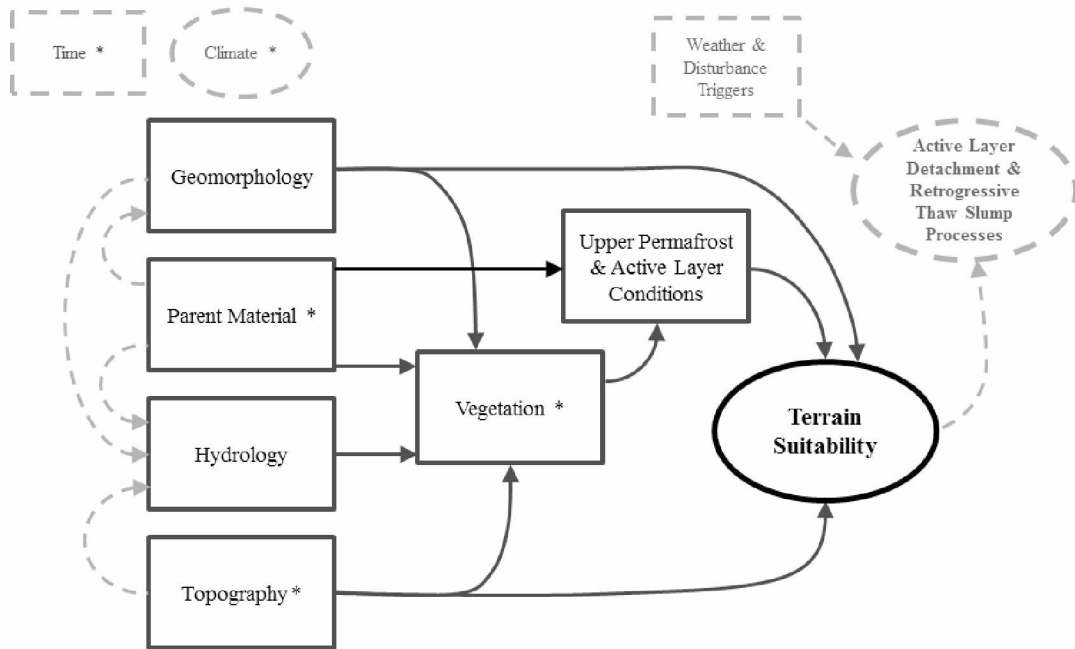 Time *
Climate *
Weather &
Disturbance
Triggers
Geomorphology
Active Layer
Detachment &
Retrogressive
Thaw Slump
Processes
Upper Permafrost
& Active Layer
Conditions
Parent Material *
Vegetation *
Terrain
Suitability
Hydrology
Topography *